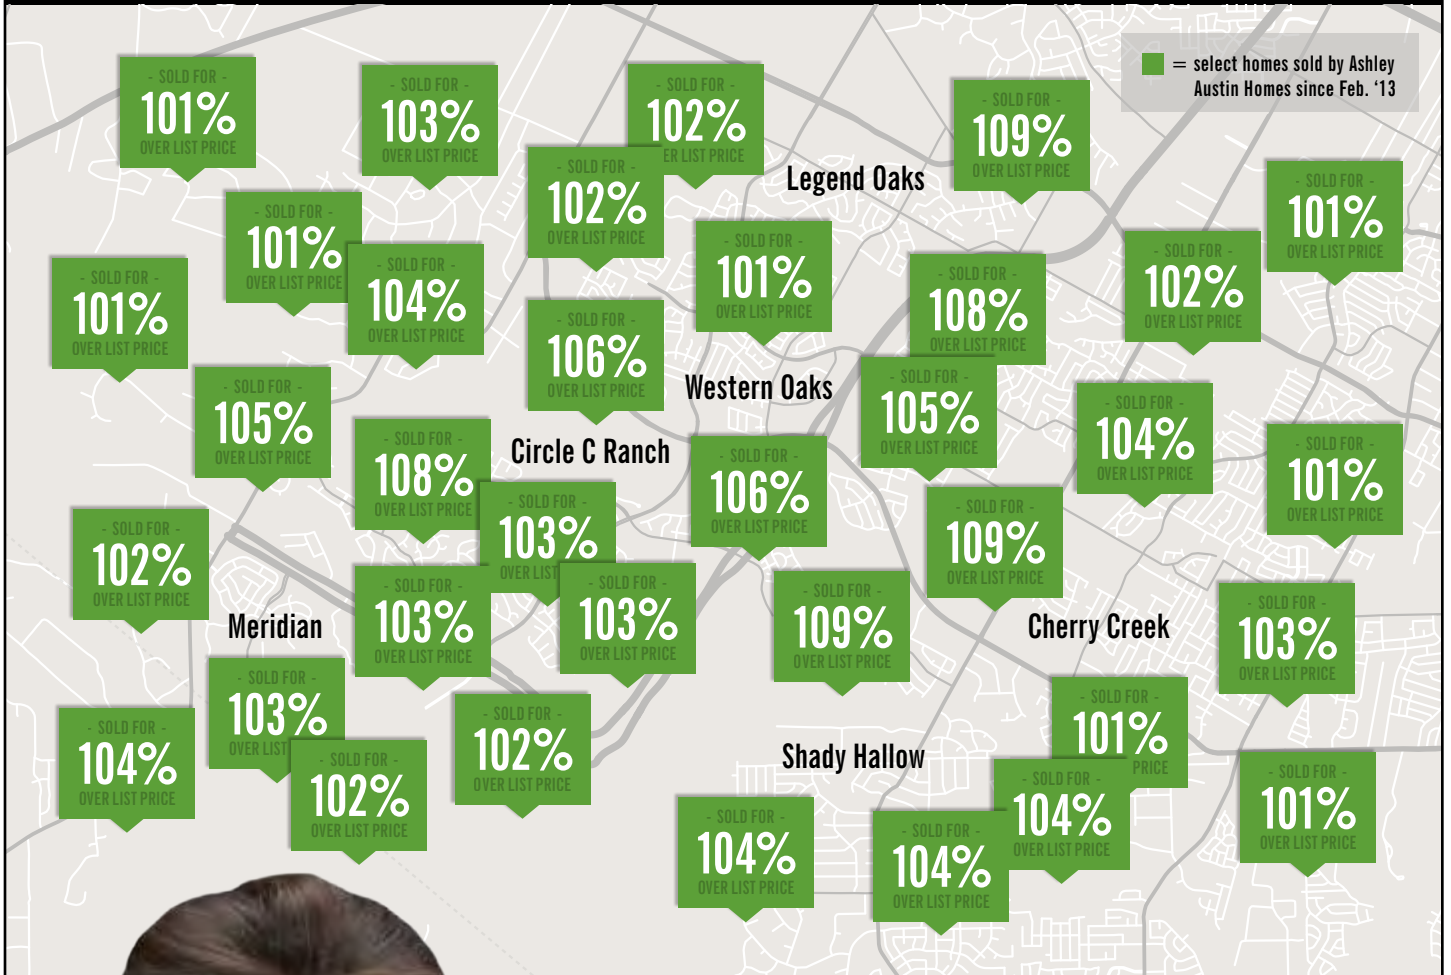 = select homes sold by Ashley
Austin Homes since Feb. ‘13
- SOLD FOR -
101%
OVER LIST PRICE
- SOLD FOR -
103%
OVER LIST PRICE
- SOLD FOR -
102%
ER LIST PRICE
- SOLD FOR -
109%
OVER LIST PRICE
- SOLD FOR -
102%
OVER LIST PRICE
Legend Oaks
- SOLD FOR -
101%
OVER LIST PRICE
- SOLD FOR -
101%
OVER LIST PRICE
- SOLD FOR -
101%
OVER LIST PRICE
- SOLD FOR -
102%
OVER LIST PRICE
- SOLD FOR -
104%
OVER LIST PRICE
- SOLD FOR -
108%
OVER LIST PRICE
- SOLD FOR -
101%
OVER LIST PRICE
- SOLD FOR -
106%
OVER LIST PRICE
Western Oaks
- SOLD FOR -
105%
OVER LIST PRICE
- SOLD FOR -
105%
OVER LIST PRICE
- SOLD FOR -
104%
OVER LIST PRICE
- SOLD FOR -
108%
OVER LIST PRICE
Circle C Ranch
- SOLD FOR -
106%
OVER LIST PRICE
- SOLD FOR -
101%
OVER LIST PRICE
- SOLD FOR -
103%
OVER LIST
- SOLD FOR -
109%
OVER LIST PRICE
- SOLD FOR -
102%
OVER LIST PRICE
Meridian
- SOLD FOR -
103%
OVER LIST PRICE
- SOLD FOR -
103%
OVER LIST PRICE
- SOLD FOR -
109%
OVER LIST PRICE
Cherry Creek
- SOLD FOR -
103%
OVER LIST PRICE
- SOLD FOR -
103%
OVER LIST
- SOLD FOR -
104%
OVER LIST PRICE
- SOLD FOR -
102%
OVER LIST PRICE
- SOLD FOR -
102%
OVER LIST PRICE
Shady Hallow
- SOLD FOR -
101%
PRICE
- SOLD FOR -
104%
OVER LIST PRICE
- SOLD FOR -
101%
OVER LIST PRICE
- SOLD FOR -
104%
OVER LIST PRICE
- SOLD FOR -
104%
OVER LIST PRICE